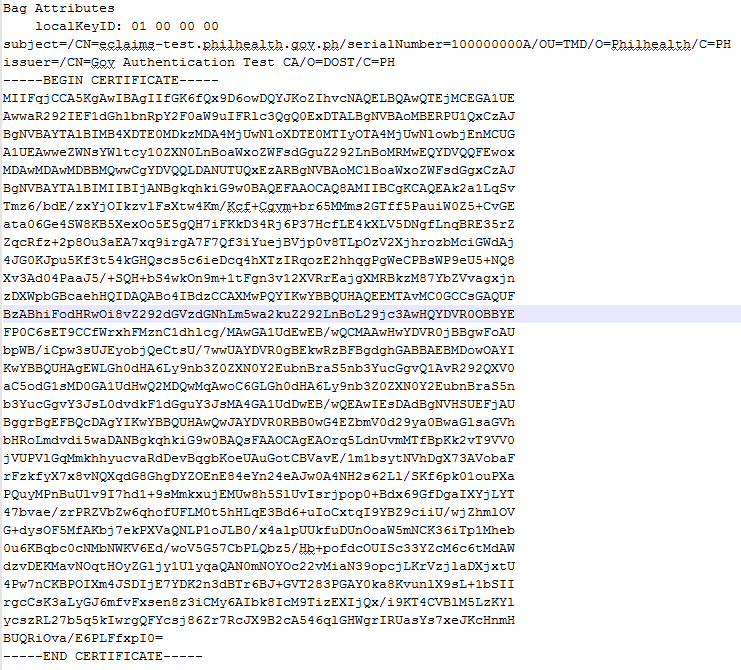 Bag Attributes
    localKeyID: 01 00 00 00
subject=/CN=eclaims-test.philhealth.gov.ph/serialNumber=100000000A/OU=TMD/O=Philhealth/C=PH
issuer=/CN=Gov Authentication Test CA/O=DOST/C=PH
-----BEGIN CERTIFICATE-----
MIIFqjCCA5KgAwIBAgIIfGK6fQx9D6owDQYJKoZIhvcNAQELBQAwQTEjMCEGA1UE
AwwaR292IEF1dGhlbnRpY2F0aW9uIFRlc3QgQ0ExDTALBgNVBAoMBERPU1QxCzAJ
BgNVBAYTAlBIMB4XDTE0MDkzMDA4MjUwNloXDTE0MTIyOTA4MjUwNlowbjEnMCUG
A1UEAwweZWNsYWltcy10ZXN0LnBoaWxoZWFsdGguZ292LnBoMRMwEQYDVQQFEwox
MDAwMDAwMDBBMQwwCgYDVQQLDANUTUQxEzARBgNVBAoMClBoaWxoZWFsdGgxCzAJ
BgNVBAYTAlBIMIIBIjANBgkqhkiG9w0BAQEFAAOCAQ8AMIIBCgKCAQEAk2a1LqSv
Tmz6/bdE/zxYjOIkzvlFsXtw4Km/Kcf+Cgvm+br65MMms2GTff5PauiW0Z5+CvGE
ata06Ge4SW8KB5XexOo5E5gQH7iFKkD34Rj6P37HcfLE4kXLV5DNgfLnqBRE35rZ
ZqcRfz+2p8Ou3aEA7xq9irgA7F7Qf3iYuejBVjp0v8TLpOzV2XjhrozbMciGWdAj
4JG0KJpu5Kf3t54kGHQscs5c6ieDcq4hXTzIRqozE2hhqgPgWeCPBsWP9eU5+NQ8
Xv3Ad04PaaJ5/+SQH+bS4wkOn9m+1tFgn3v12XVRrEajgXMRBkzM87YbZVvagxjn
zDXWpbGBcaehHQIDAQABo4IBdzCCAXMwPQYIKwYBBQUHAQEEMTAvMC0GCCsGAQUF
BzABhiFodHRwOi8vZ292dGVzdGNhLm5wa2kuZ292LnBoL29jc3AwHQYDVR0OBBYE
FP0C6sET9CCfWrxhFMznC1dhlcg/MAwGA1UdEwEB/wQCMAAwHwYDVR0jBBgwFoAU
bpWB/iCpw3sUJEyobjQeCtsU/7wwUAYDVR0gBEkwRzBFBgdghGABBAEBMDowOAYI
KwYBBQUHAgEWLGh0dHA6Ly9nb3Z0ZXN0Y2EubnBraS5nb3YucGgvQ1AvR292QXV0
aC5odG1sMD0GA1UdHwQ2MDQwMqAwoC6GLGh0dHA6Ly9nb3Z0ZXN0Y2EubnBraS5n
b3YucGgvY3JsL0dvdkF1dGguY3JsMA4GA1UdDwEB/wQEAwIEsDAdBgNVHSUEFjAU
BggrBgEFBQcDAgYIKwYBBQUHAwQwJAYDVR0RBB0wG4EZbmV0d29ya0BwaGlsaGVh
bHRoLmdvdi5waDANBgkqhkiG9w0BAQsFAAOCAgEAOrq5LdnUvmMTfBpKk2vT9VV0
jVUPVlGqMmkhhyucvaRdDevBqgbKoeUAuGotCBVavE/1m1bsytNVhDgX73AVobaF
rFzkfyX7x8vNQXqdG8GhgDYZOEnE84eYn24eAJw0A4NH2s62Ll/SKf6pk01ouPXa
PQuyMPnBuUlv9I7hd1+9sMmkxujEMUw8h5SlUvIsrjpop0+Bdx69GfDgaIXYjLYT
47bvae/zrPRZVbZw6qhofUFLM0t5hHLqE3Bd6+uIoCxtqI9YBZ9ciiU/wjZhmlOV
G+dysOF5MfAKbj7ekPXVaQNLP1oJLB0/x4alpUUkfuDUnOoaW5mNCK36iTp1Mheb
0u6KBqbc0cNMbNWKV6Ed/woV5G57CbPLQbz5/Hb+pofdcOUISc33YZcM6c6tMdAW
dzvDEKMavNOqtHOyZGljy1UlyqaQAN0mNOYOc22vMiaN39opcjLKrVzjlaDXjxtU
4Pw7nCKBPOIXm4JSDIjE7YDK2n3dBTr6BJ+GVT283PGAY0ka8KvunlX9sL+1bSII
rgcCsK3aLyGJ6mfvFxsen8z3iCMy6AIbk8IcM9TizEXIjQx/i9KT4CVBlM5LzKYl
ycszRL27b5q5kIwrgQFYcsj86Zr7RcJX9B2cA546qlGHWgrIRUasYs7xeJKcHnmH
BUQRiOva/E6PLFfxpI0=
-----END CERTIFICATE-----